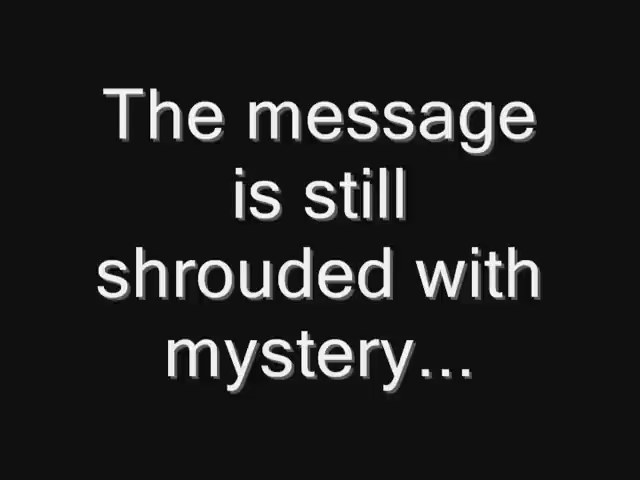 The message
is still
shrouded with
mystery...